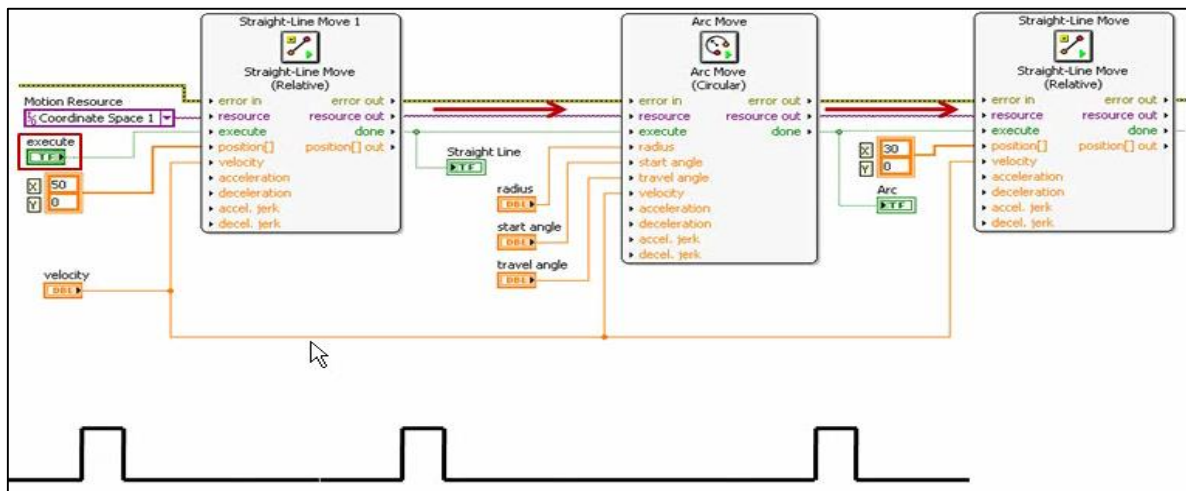 Straight-Line Move 1
Straight-Line Move
(Relative)
error in error out
resource resource out
execute done
position[] position[] out
velocity
acceleration
deceleration
accel. jerk
decel. jerk
Motion Resource
Coordinate Space 1
execute
TF
X 50
Y 0
velocity
DBL
Straight Line
TF
radius
DBL
start angle
DBL
travel angle
DBL
Arc Move
Arc Move
(Circular)
error in error out
resource resource out
execute done
radius
start angle
travel angle
velocity
acceleration
deceleration
accel. jerk
decel. jerk
X 30
Y 0
Arc
TF
Straight-Line Move
Straight-Line Move
(Relative)
error in error out
resource resource out
execute done
position[] position[] out
velocity
acceleration
deceleration
accel. jerk
decel. jerk